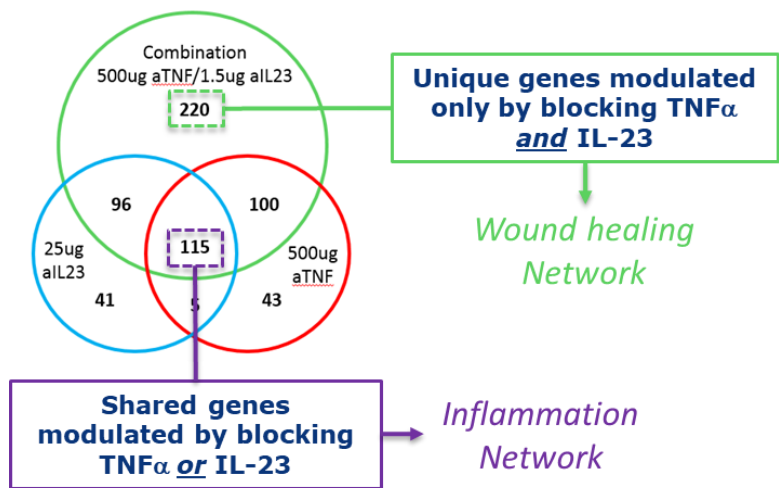 Combination
500ug aTNF/1.5ug aIL23
220
96
100
115
25ug
aIL23
500ug
aTNF
41
5
43
Unique genes modulated
only by blocking TNFα
and IL-23
Wound healing
Network
Shared genes
modulated by blocking
TNFα or IL-23
Inflammation
Network